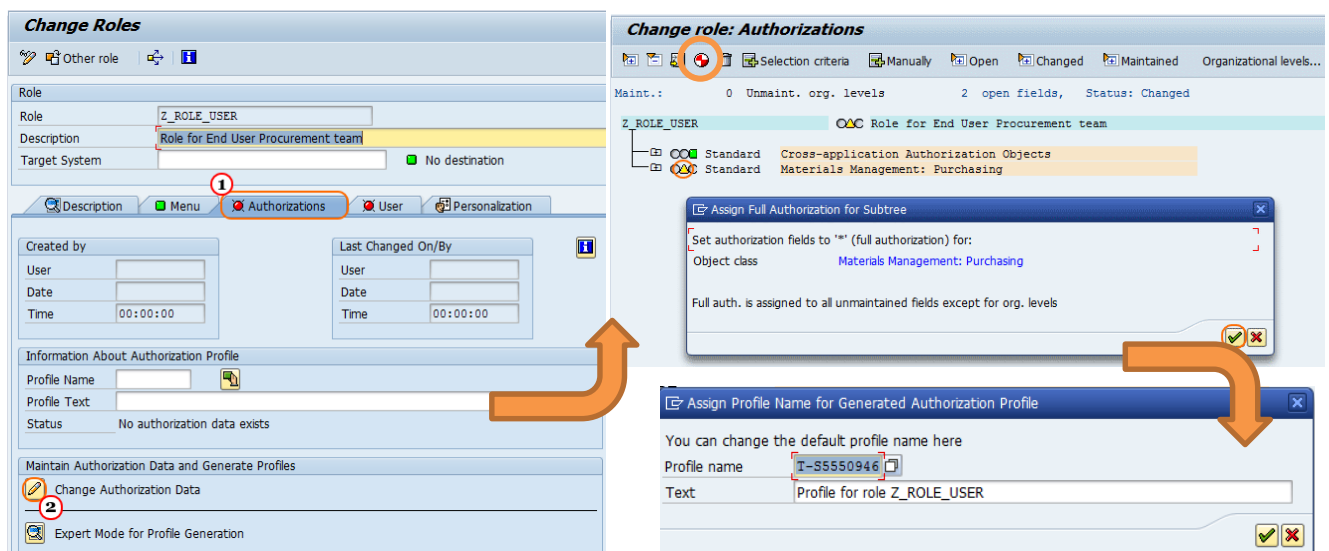 Change Roles
Other role
Role
Role Z_ROLE_USER
Description Role for End User Procurement team
Target System No destination
1
Description Menu Authorizations User Personalization
Created by
User
Date
Time 00:00:00
Last Changed On/By
User
Date
Time 00:00:00
Information About Authorization Profile
Profile Name
Profile Text
Status No authorization data exists
Maintain Authorization Data and Generate Profiles
Change Authorization Data
2
Expert Mode for Profile Generation
Change role: Authorizations
Selection criteria Manually Open Changed Maintained Organizational levels...
Maint.: 0 Unmaint. org. levels 2 open fields, Status: Changed
Z_ROLE_USER Role for End User Procurement team
Standard Cross-application Authorization Objects
Standard Materials Management: Purchasing
Assign Full Authorization for Subtree
Set authorization fields to '*' (full authorization) for:
Object class Materials Management: Purchasing
Full auth. is assigned to all unmaintained fields except for org. levels
Assign Profile Name for Generated Authorization Profile
You can change the default profile name here
Profile name T-S5550946
Text Profile for role Z_ROLE_USER